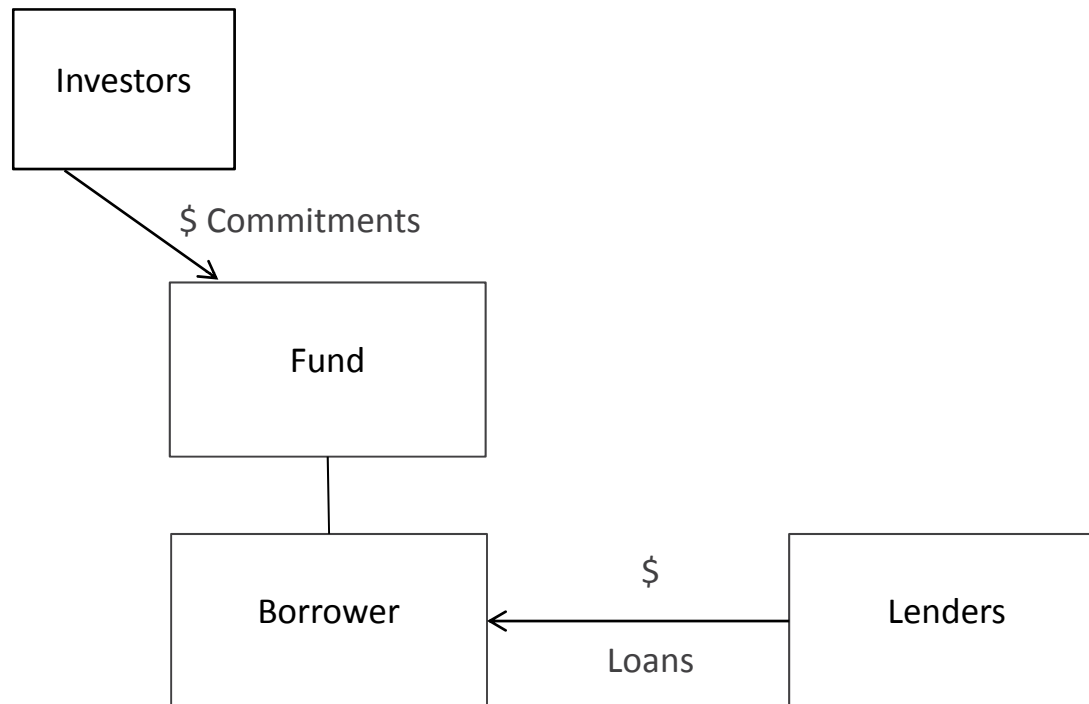 Investors
$ Commitments
Fund
Borrower
$
Loans
Lenders